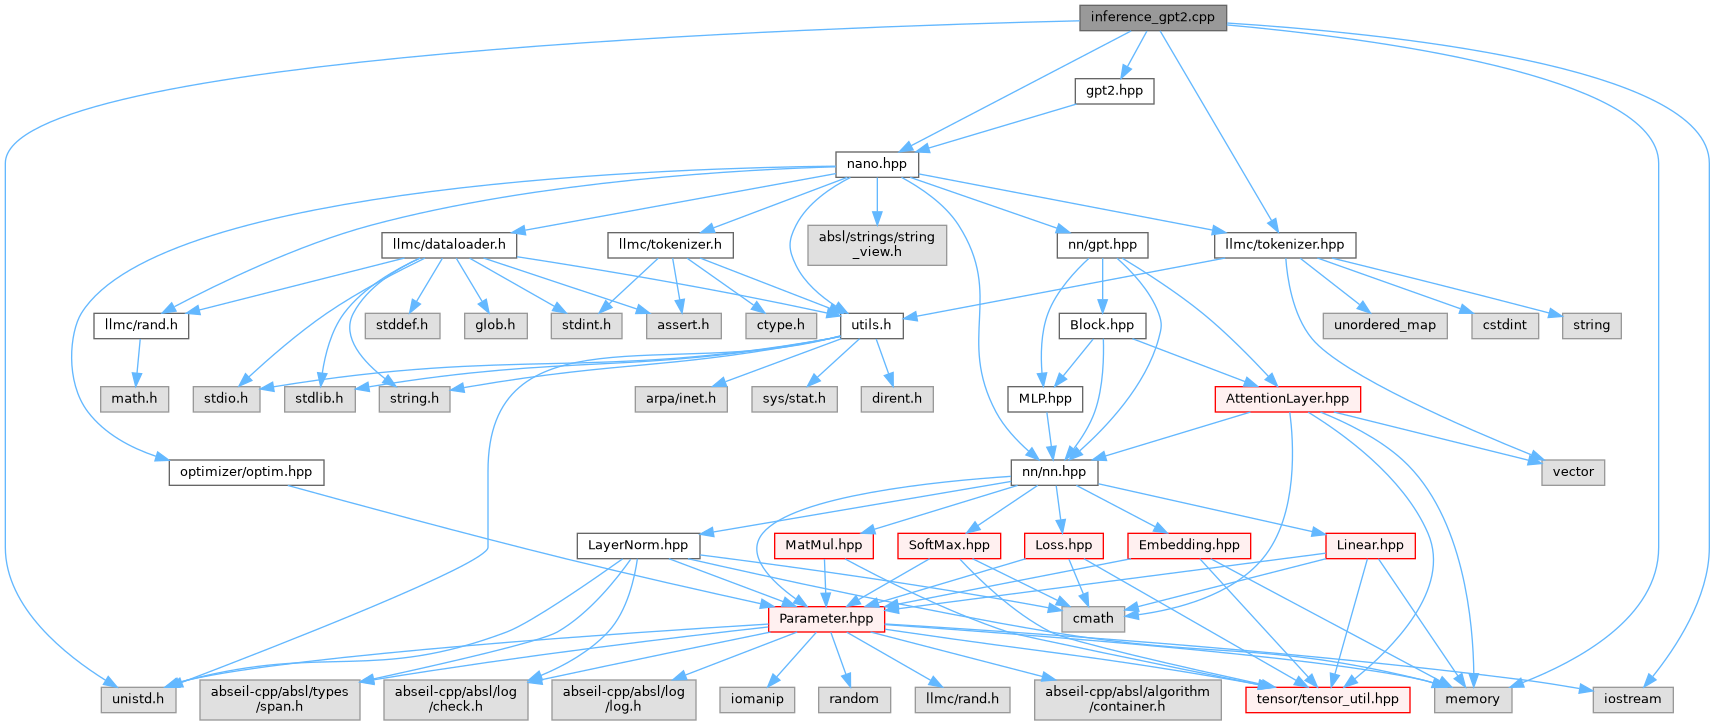 inference_gpt2.cpp
gpt2.hpp
nano.hpp
llmc/dataloader.h
llmc/tokenizer.h
absl/strings/string
_view.h
nn/gpt.hpp
llmc/tokenizer.hpp
llmc/rand.h
stddef.h
glob.h
stdint.h
assert.h
ctype.h
utils.h
Block.hpp
unordered_map
cstdint
string
math.h
stdio.h
stdlib.h
string.h
arpa/inet.h
sys/stat.h
dirent.h
MLP.hpp
AttentionLayer.hpp
optimizer/optim.hpp
nn/nn.hpp
vector
LayerNorm.hpp
MatMul.hpp
SoftMax.hpp
Loss.hpp
Embedding.hpp
Linear.hpp
Parameter.hpp
cmath
unistd.h
abseil-cpp/absl/types
/span.h
abseil-cpp/absl/log
/check.h
abseil-cpp/absl/log
/log.h
iomanip
random
llmc/rand.h
abseil-cpp/absl/algorithm
/container.h
tensor/tensor_util.hpp
memory
iostream